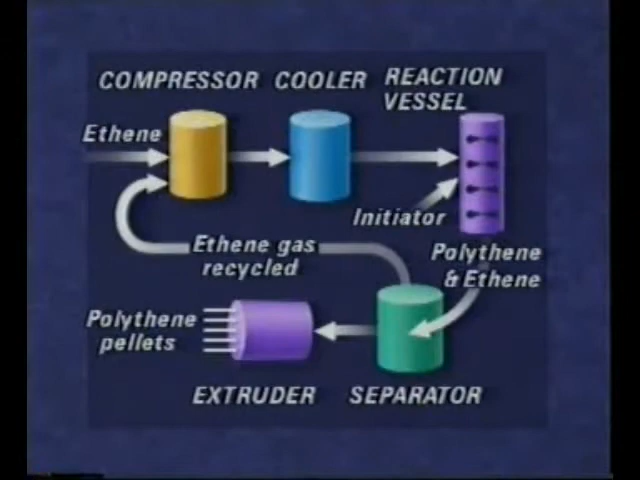 COMPRESSOR
COOLER
REACTION
VESSEL
Ethene
Initiator
Ethene gas
recycled
Polythene
& Ethene
Polythene
pellets
EXTRUDER
SEPARATOR